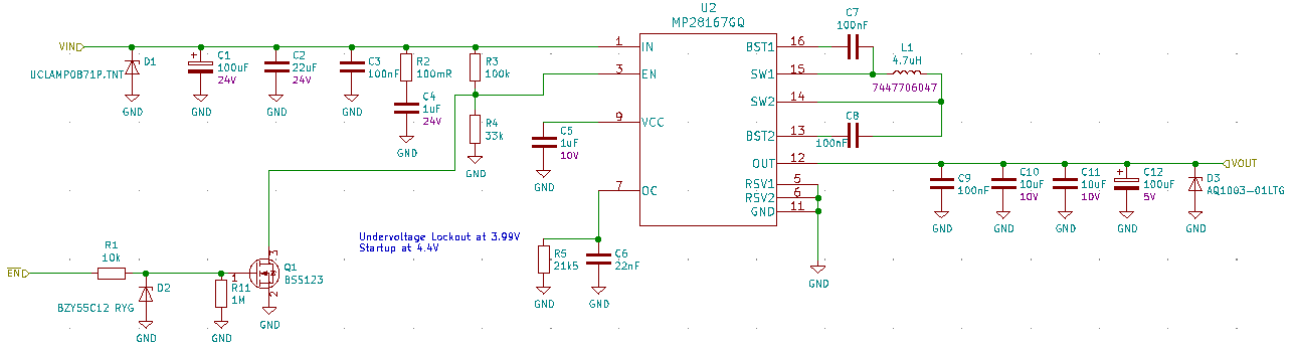 U2
MP28167GQ
VIN
D1
UCLAMP0871P.TNT
GND
C1
100uF
24V
GND
C2
22uF
24V
GND
C3
100nF
GND
R2
100mR
C4
1uF
24V
GND
R3
100k
R4
33k
GND
1
IN
3
EN
9
VCC
7
OC
16
BST1
15
SW1
14
SW2
13
BST2
12
OUT
5
RSV1
6
RSV2
11
GND
C7
100nF
L1
4.7uH
7447706047
C8
100nF
C5
1uF
10V
GND
VOUT
C9
100nF
GND
C10
10uF
10V
GND
C11
10uF
10V
GND
C12
100uF
5V
GND
D3
AQ1003-01LTG
GND
GND
Undervoltage Lockout at 3.99V
Startup at 4.4V
R5
21k5
GND
C6
22nF
GND
EN
R1
10k
D2
BZY55C12 RYG
GND
R11
1M
GND
1
3
2
Q1
BSS123
GND